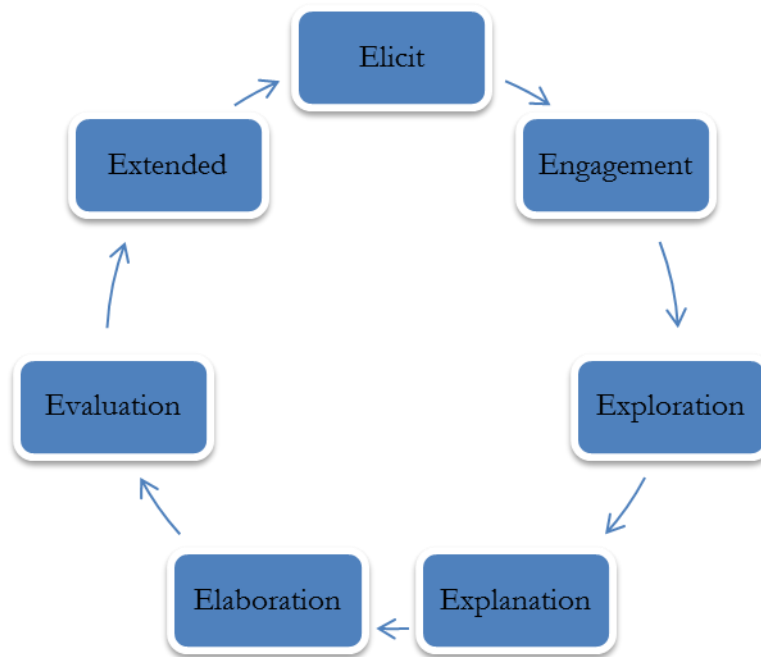 Elicit
Engagement
Exploration
Explanation
Elaboration
Evaluation
Extended